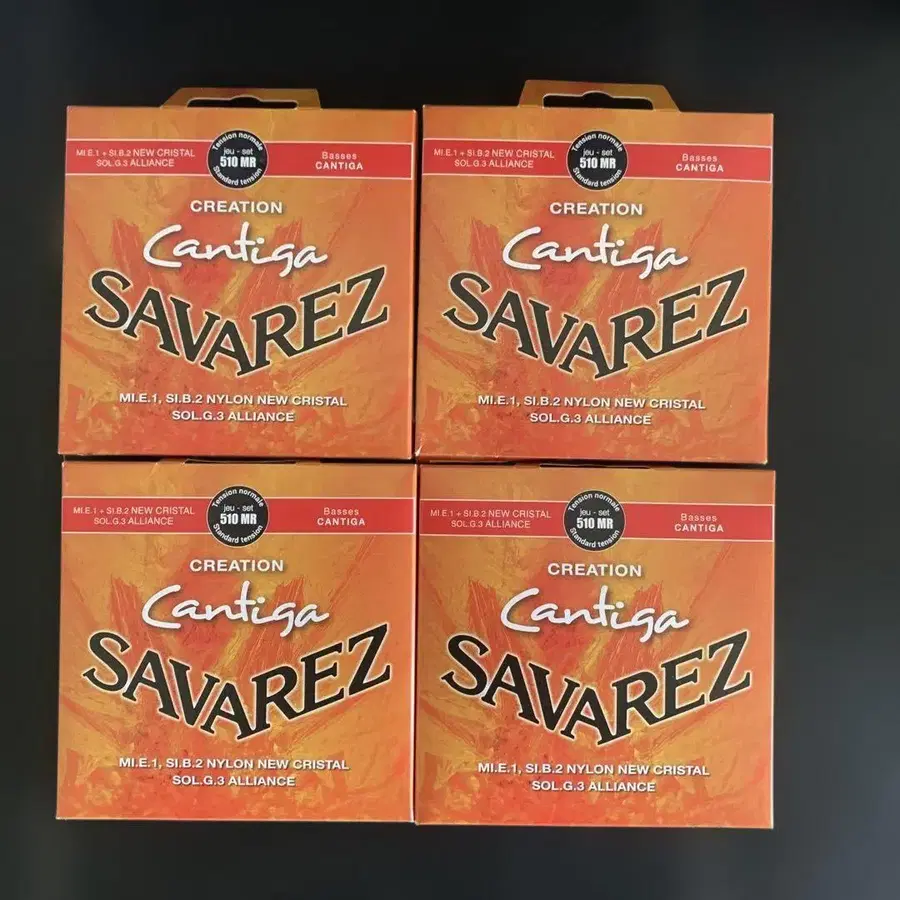 MI.E.1 + SI.B.2 NEW CRISTAL
SOL.G.3 ALLIANCE
Tension normale
jeu - set
510 MR
Standard tension
Basses
CANTIGA
CREATION
Cantiga
SAVAREZ
MI.E.1, SI.B.2 NYLON NEW CRISTAL
SOL.G.3 ALLIANCE
MI.E.1 + SI.B.2 NEW CRISTAL
SOL.G.3 ALLIANCE
Tension normale
jeu - set
510 MR
Standard tension
Basses
CANTIGA
CREATION
Cantiga
SAVAREZ
MI.E.1, SI.B.2 NYLON NEW CRISTAL
SOL.G.3 ALLIANCE
MI.E.1 + SI.B.2 NEW CRISTAL
SOL.G.3 ALLIANCE
Tension normale
jeu - set
510 MR
Standard tension
Basses
CANTIGA
CREATION
Cantiga
SAVAREZ
MI.E.1, SI.B.2 NYLON NEW CRISTAL
SOL.G.3 ALLIANCE
MI.E.1 + SI.B.2 NEW CRISTAL
SOL.G.3 ALLIANCE
Tension normale
jeu - set
510 MR
Standard tension
Basses
CANTIGA
CREATION
Cantiga
SAVAREZ
MI.E.1, SI.B.2 NYLON NEW CRISTAL
SOL.G.3 ALLIANCE